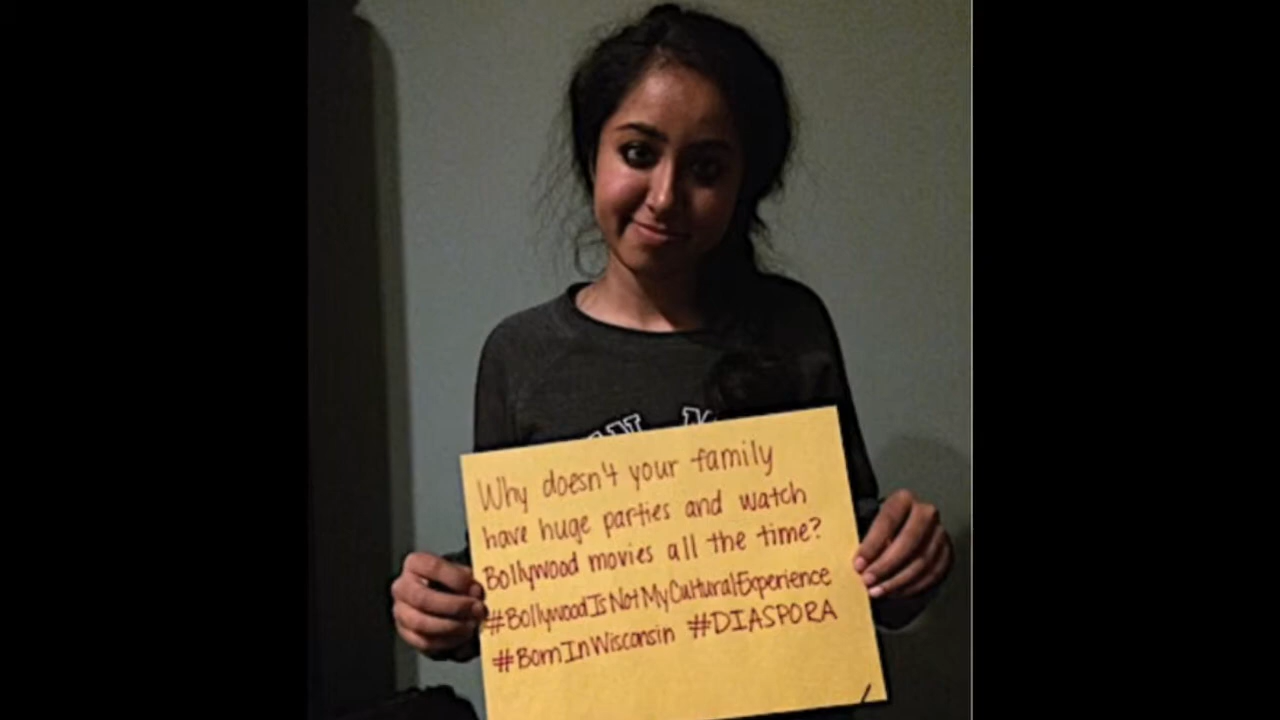 Why doesn't your family
have huge parties and watch
Bollywood movies all the time?
#BollywoodIsNotMyCulturalExperience
#BornInWisconsin #DIASPORA